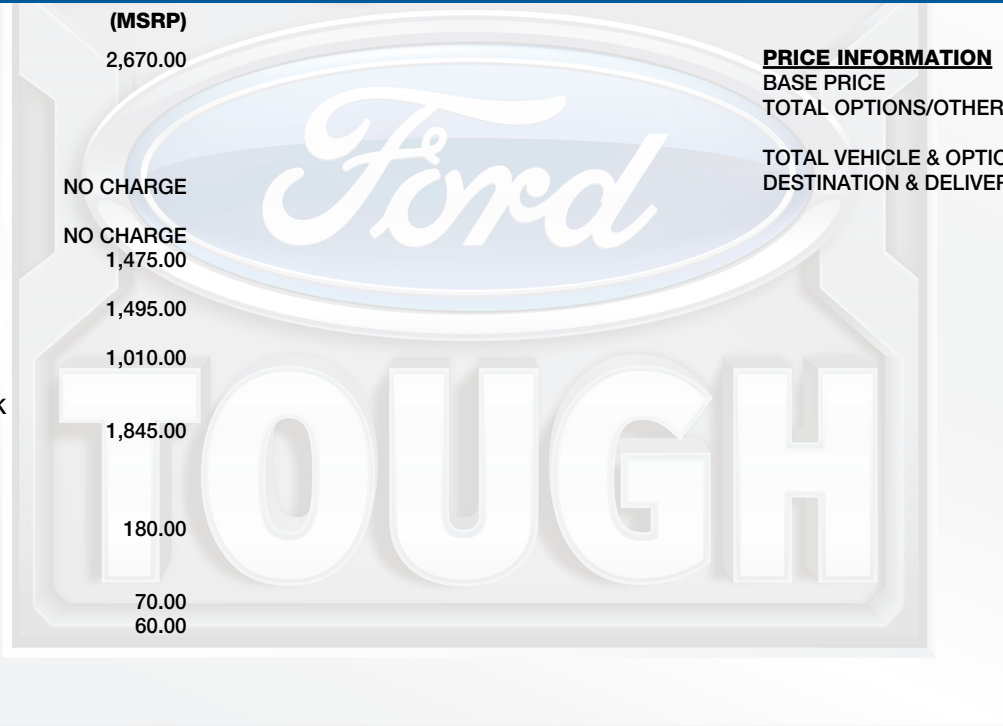 (MSRP)
2,670.00
NO CHARGE
NO CHARGE
1,475.00
1,495.00
1,010.00
1,845.00
180.00
70.00
60.00
PRICE INFORMATION
BASE PRICE
TOTAL OPTIONS/OTHER
TOTAL VEHICLE &
DESTINATION &
Ford
TOUGH